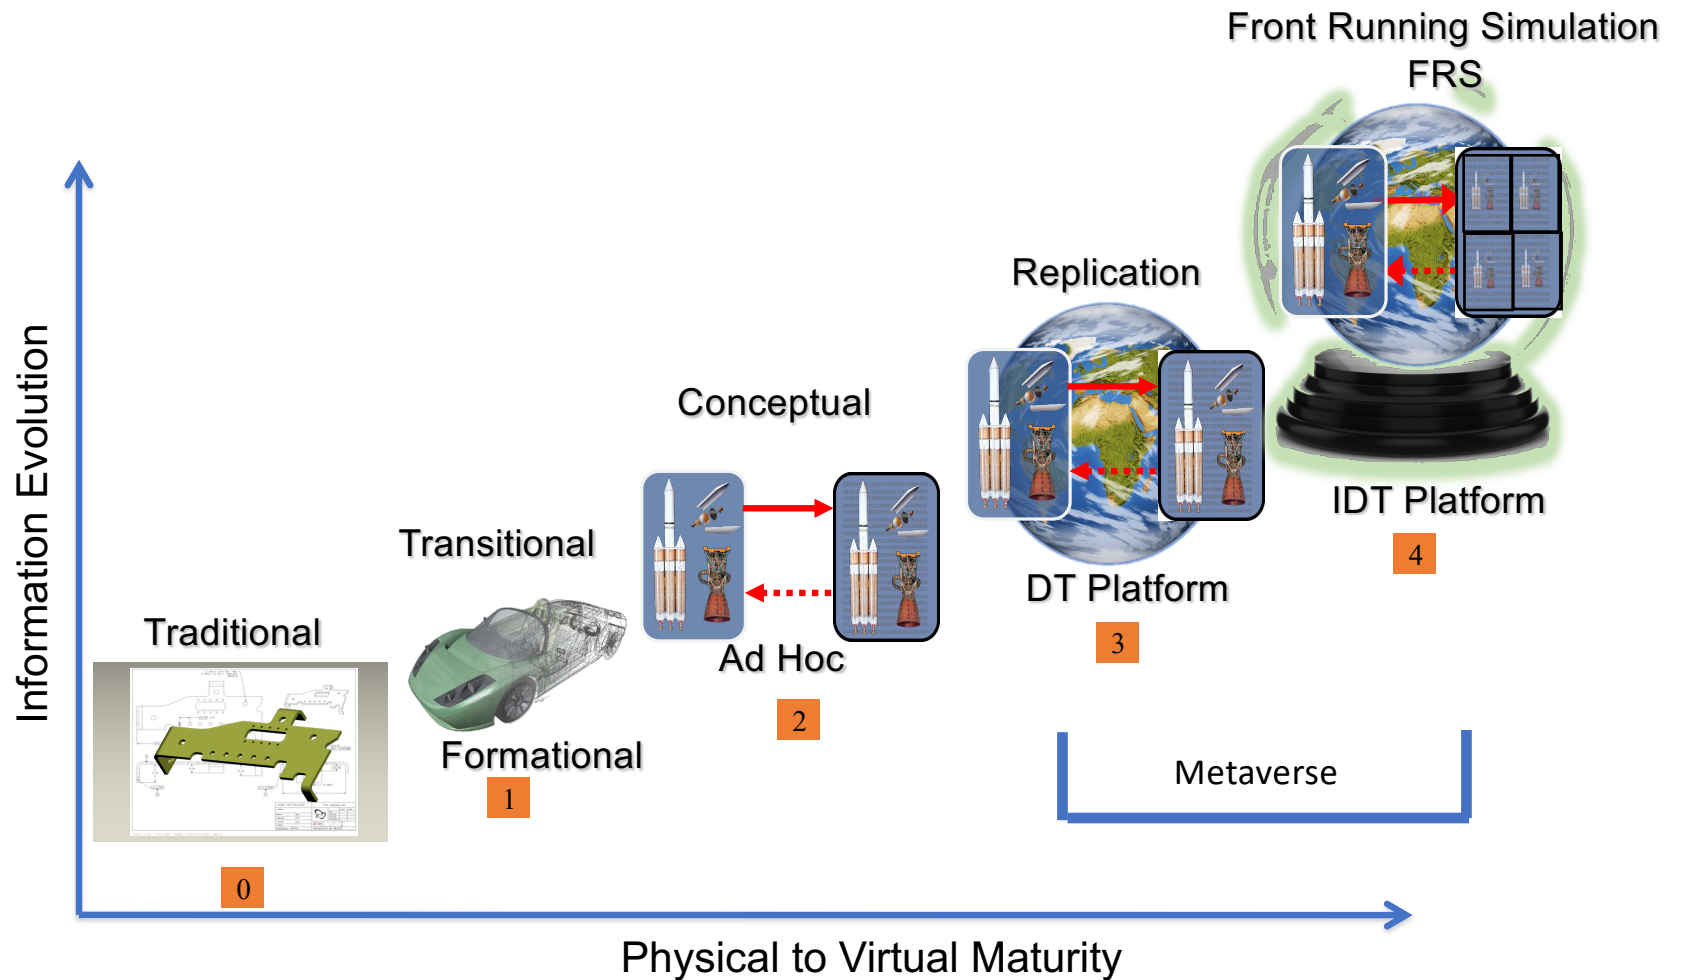 Front Running Simulation
FRS
Replication
Conceptual
IDT Platform
4
Transitional
DT Platform
3
Traditional
Ad Hoc
2
Formational
1
Metaverse
0
Information Evolution
Physical to Virtual Maturity